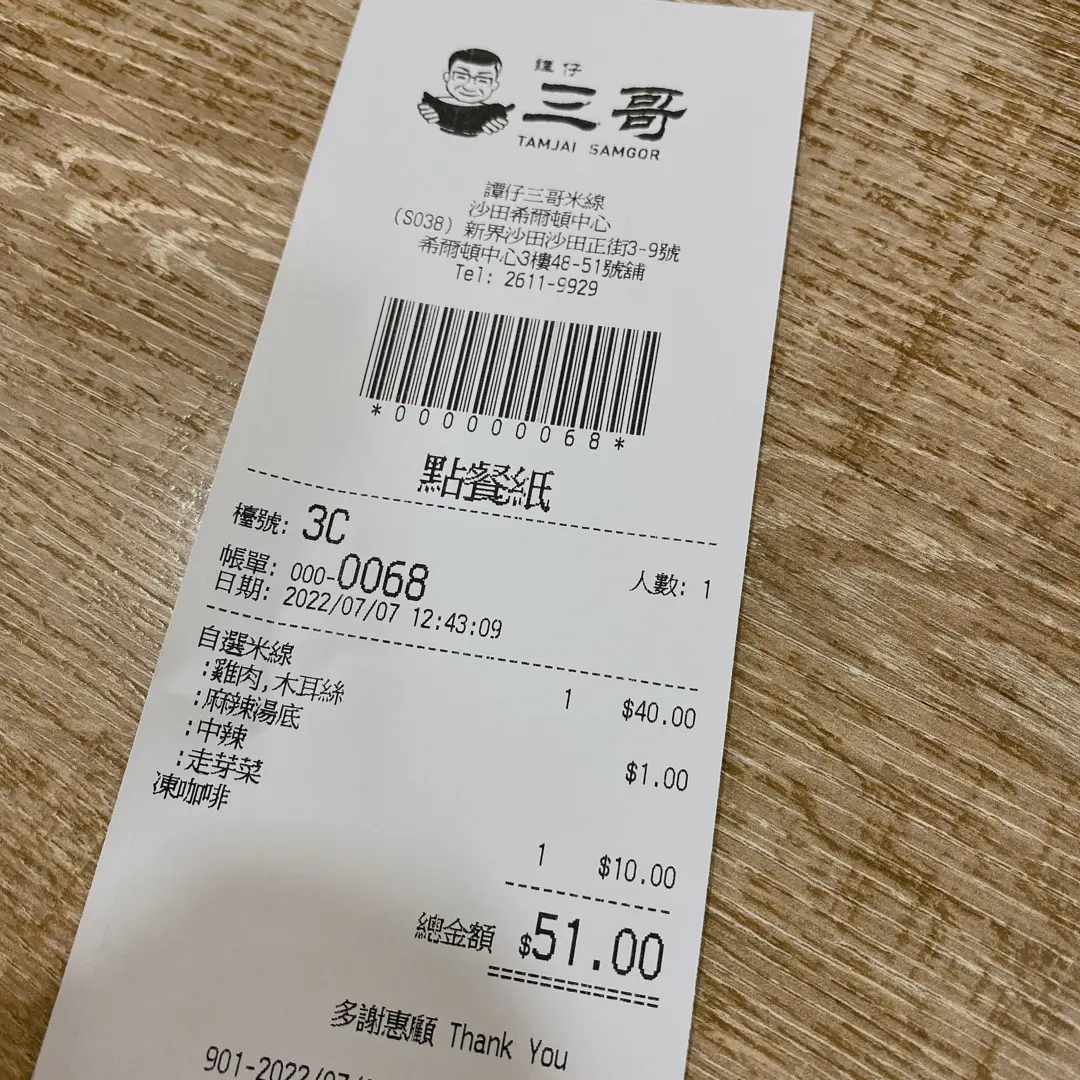 譚仔
三哥
TAMJAI SAMGOR
譚仔三哥米線
沙田希爾頓中心
(S038) 新界沙田沙田正街3-9號
希爾頓中心3樓48-51號舖
Tel: 2611-9929
*000000068*
點餐紙
檯號: 3C
帳單: 000-0068 人數: 1
日期: 2022/07/07 12:43:09
自選米線 1 $40.00
:雞肉,木耳絲
:麻辣湯底 $1.00
:中辣
:走芽菜
凍咖啡 1 $10.00
總金額 $51.00
多謝惠顧 Thank You
901-2022/07/